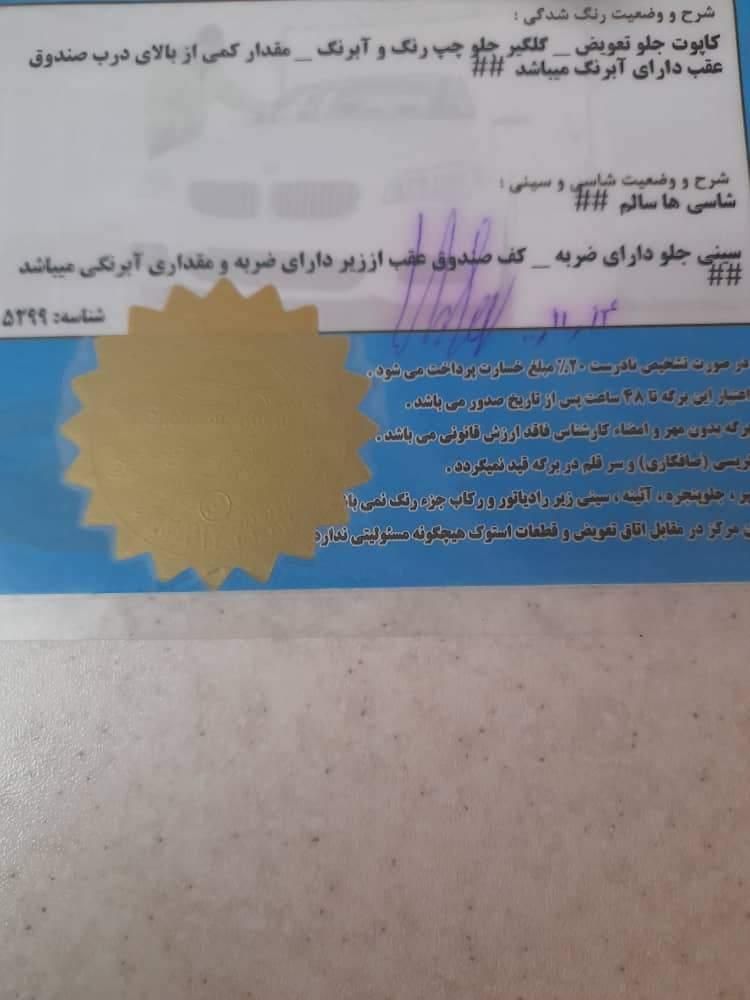 شرح و وضعیت رنگ شدگی :
کاپوت جلو تعویض _ گلگیر جلو چپ رنگ و آبرنگ _ مقدار کمی از بالای درب صندوق
عقب دارای آبرنگ میباشد ##
شرح و وضعیت شاسی و سینی :
شاسی ها سالم ##
سینی جلو دارای ضربه _ کف صندوق عقب اززیر دارای ضربه و مقداری آبرنگی میباشد
##
شناسه: ۵۳۹۹
در صورت تشخیص نادرست ۲۰٪ مبلغ خسارت پرداخت می شود .
اعتبار این برگه تا ۴۸ ساعت پس از تاریخ صدور می باشد .
برگه بدون مهر و امضاء کارشناس فاقد ارزش قانونی می باشد .
(صافکاری) و سر قلم در برگه قید نمیگردد .
، جلوپنجره ، آئینه ، سینی زیر رادیاتور و رکاب جزء رنگ نمی
مرکز در مقابل اتاق تعویض و قطعات استوک هیچگونه مسئولیتی ندارد